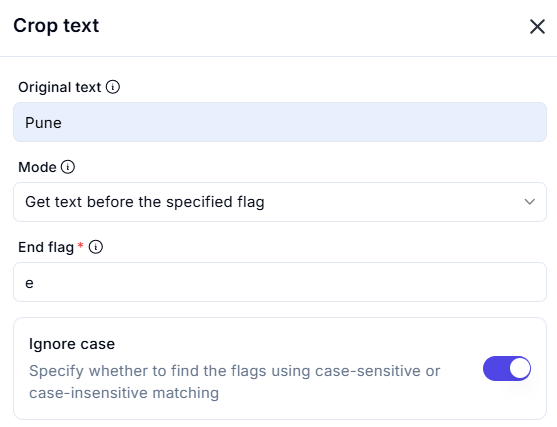 Crop text
Original text
Pune
Mode
Get text before the specified flag
End flag *
e
Ignore case
Specify whether to find the flags using case-sensitive or
case-insensitive matching